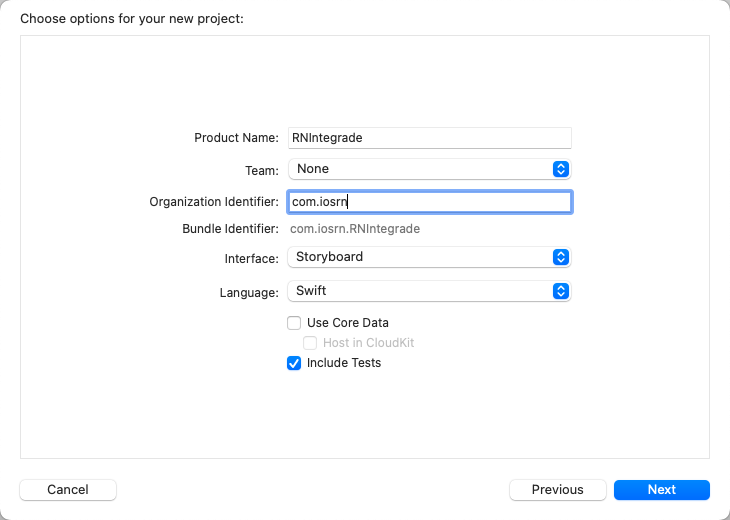 Choose options for your new project:
Product Name: RNIntegrade
Team: None
Organization Identifier: com.iosrn
Bundle Identifier: com.iosrn.RNIntegrade
Interface: Storyboard
Language: Swift
Use Core Data
Host in CloudKit
Include Tests
Cancel Previous Next